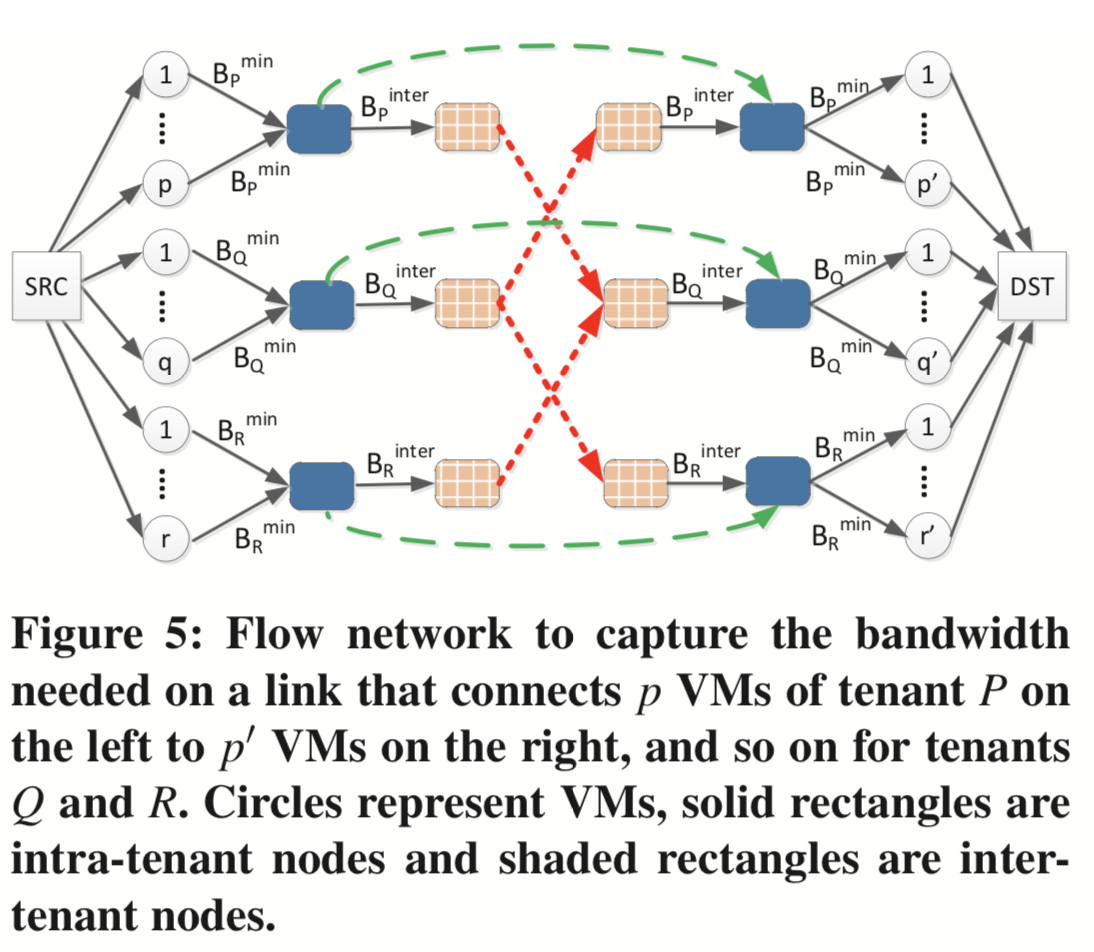 1 B_P^min B_P^inter B_P^inter B_P^min 1
p B_P^min B_P^min p′
1 B_Q^min B_Q^inter B_Q^inter B_Q^min 1
SRC DST
q B_Q^min B_Q^min q′
1 B_R^min B_R^inter B_R^inter B_R^min 1
r B_R^min B_R^min r′
Figure 5: Flow network to capture the bandwidth
needed on a link that connects p VMs of tenant P on
the left to p′ VMs on the right, and so on for tenants
Q and R. Circles represent VMs, solid rectangles are
intra-tenant nodes and shaded rectangles are inter-
tenant nodes.